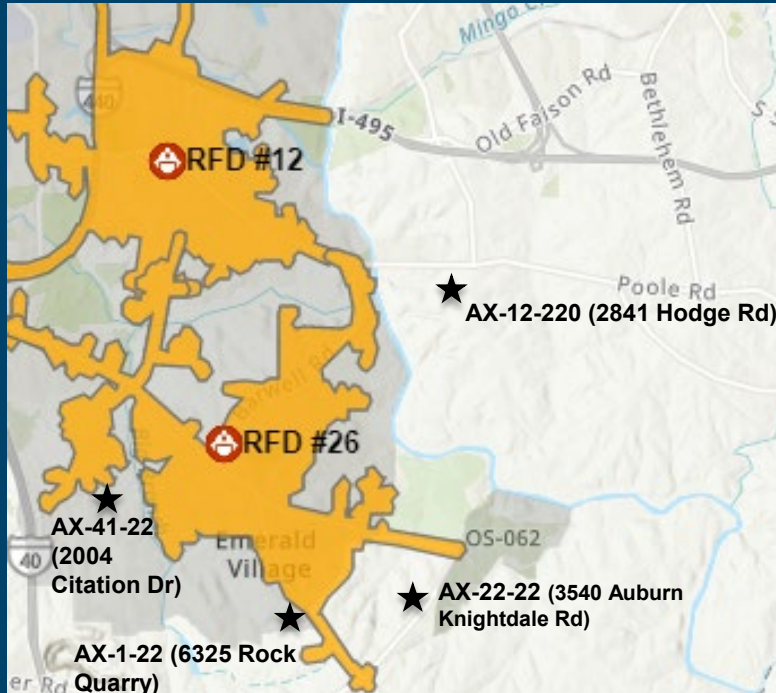 Mingo C
440
I-495
Old Faison Rd
Bethlehem Rd
S S
RFD #12
Poole Rd
AX-12-220 (2841 Hodge Rd)
Barwell Rd
RFD #26
AX-41-22
(2004
Citation Dr)
40
Emerald
Village
OS-062
AX-22-22 (3540 Auburn
Knightdale Rd)
AX-1-22 (6325 Rock
Quarry)
er Rd